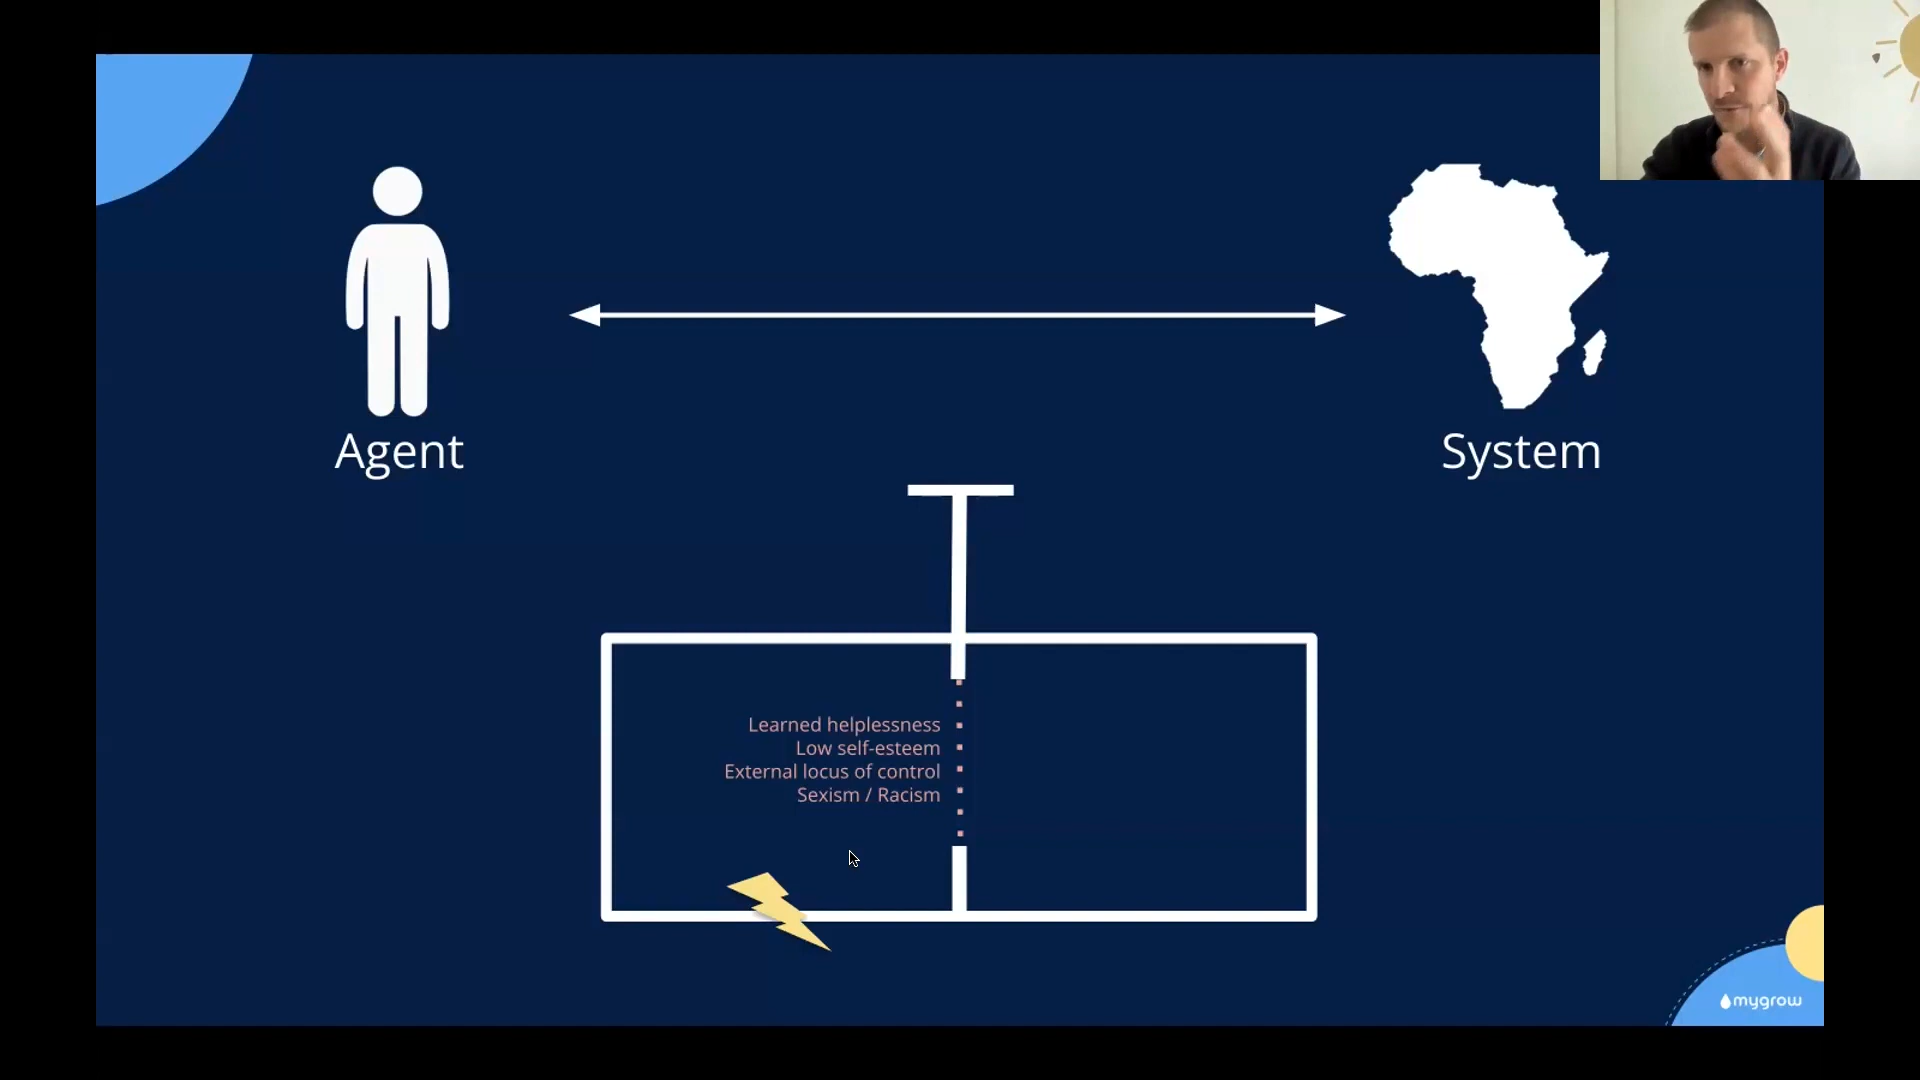 Agent
System
Learned helplessness
Low self-esteem
External locus of control
Sexism / Racism
mygrow